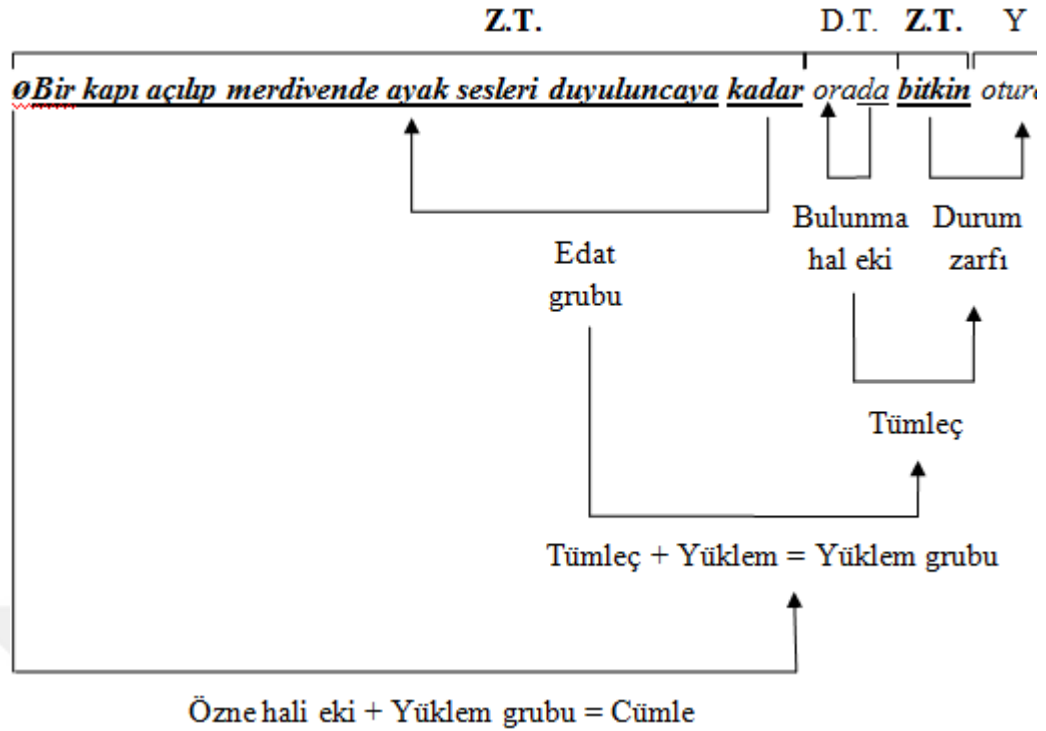 Z.T. D.T. Z.T. Y
øBir kapı açılıp merdivende ayak sesleri duyuluncaya kadar orada bitkin
Bulunma Durum
hal eki zarfı
Edat
grubu
Tümleç
Tümleç + Yüklem = Yüklem grubu
Özne hali eki + Yüklem grubu = Cümle